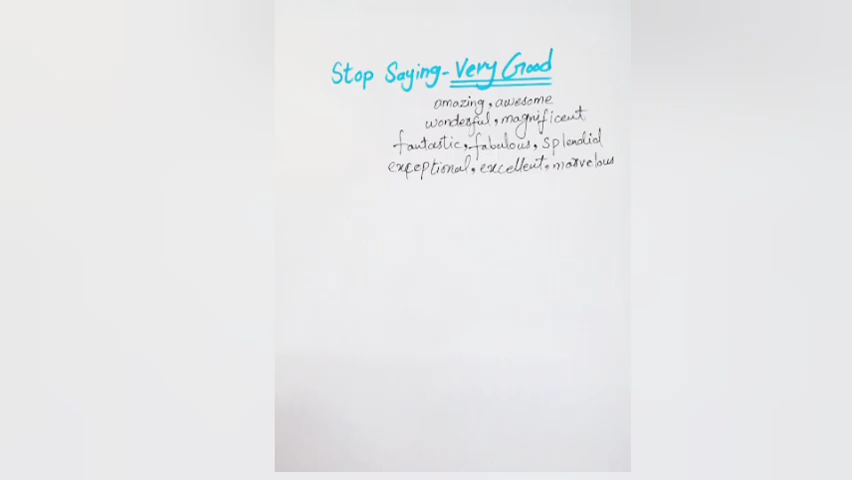 Stop Saying- Very Good
amazing, awesome
wonderful, magnificent
fantastic, fabulous, splendid
exceptional, excellent, marvelous